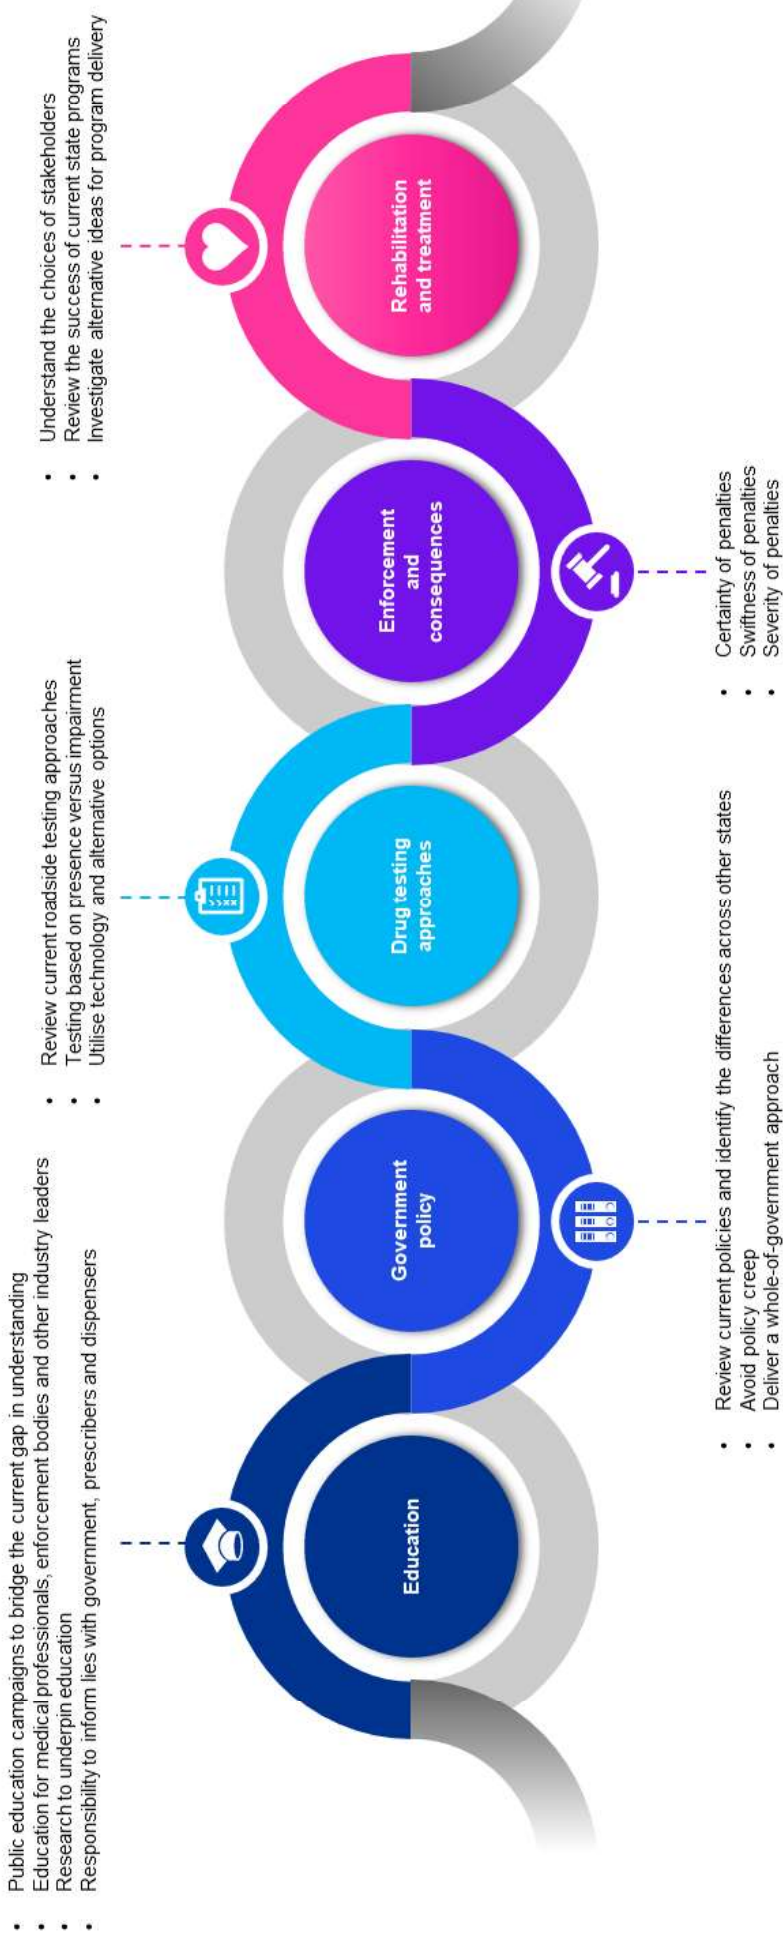 • Public education campaigns to bridge the current gap in understanding
• Education for medical professionals, enforcement bodies and other industry leaders
• Research to underpin education
• Responsibility to inform lies with government, prescribers and dispensers
• Review current roadside testing approaches
• Testing based on presence versus impairment
• Utilise technology and alternative options
• Understand the choices of stakeholders
• Review the success of current state programs
• Investigate alternative ideas for program delivery
Education
Government
policy
Drug testing
approaches
Enforcement
and
consequences
Rehabilitation
and treatment
• Review current policies and identify the differences across other states
• Avoid policy creep
• Deliver a whole-of-government approach
• Certainty of penalties
• Swiftness of penalties
• Severity of penalties